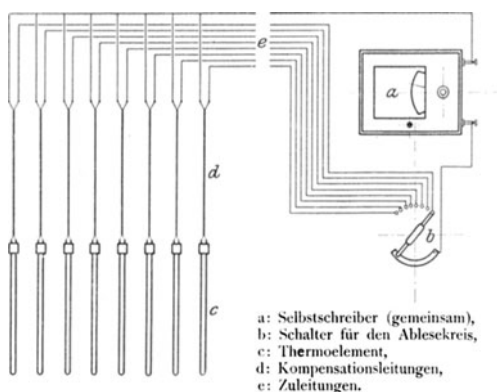 e
a
d
b
c
a: Selbstschreiber (gemeinsam),
b: Schalter für den Ablesekreis,
c: Thermoelement,
d: Kompensationsleitungen,
e: Zuleitungen.